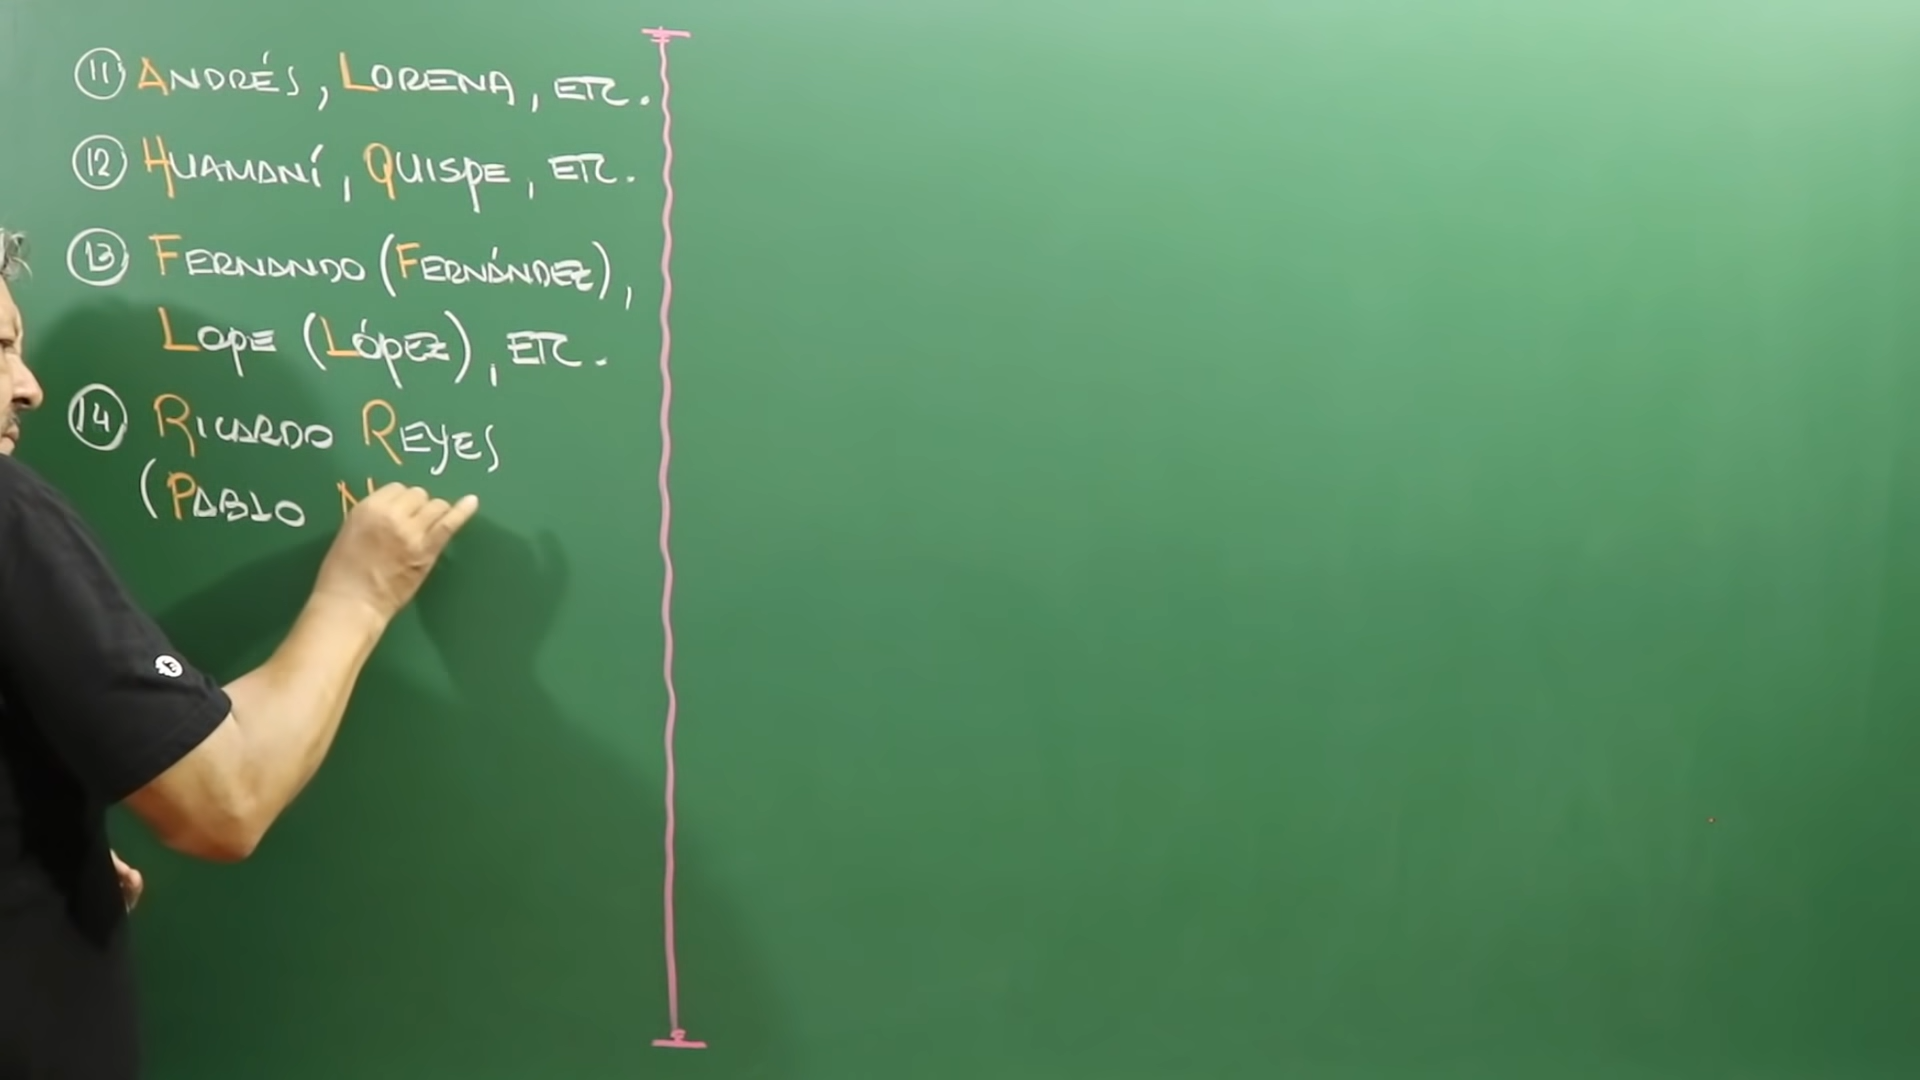 11 ANDRÉS, LORENA, ETC.
12 HUAMANÍ, QUISPE, ETC.
13 FERNANDO (FERNÁNDEZ),
LOPE (LÓPEZ), ETC.
14 RICARDO REYES
(PABLO N